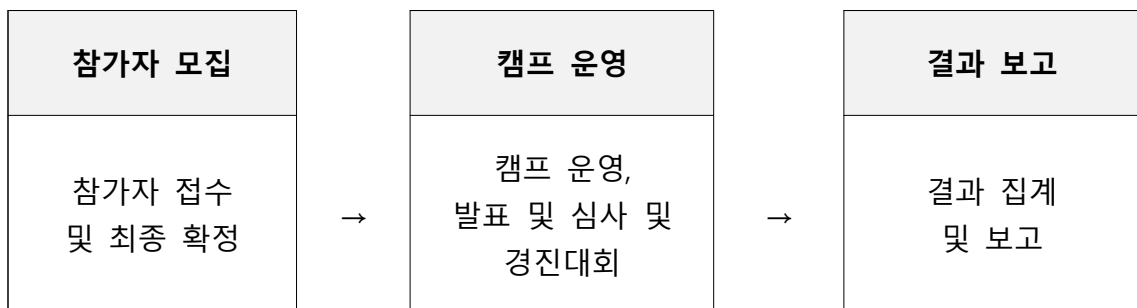 참가자 모집
캠프 운영
결과 보고
참가자 접수
및 최종 확정
→
캠프 운영,
발표 및 심사 및
경진대회
→
결과 집계
및 보고